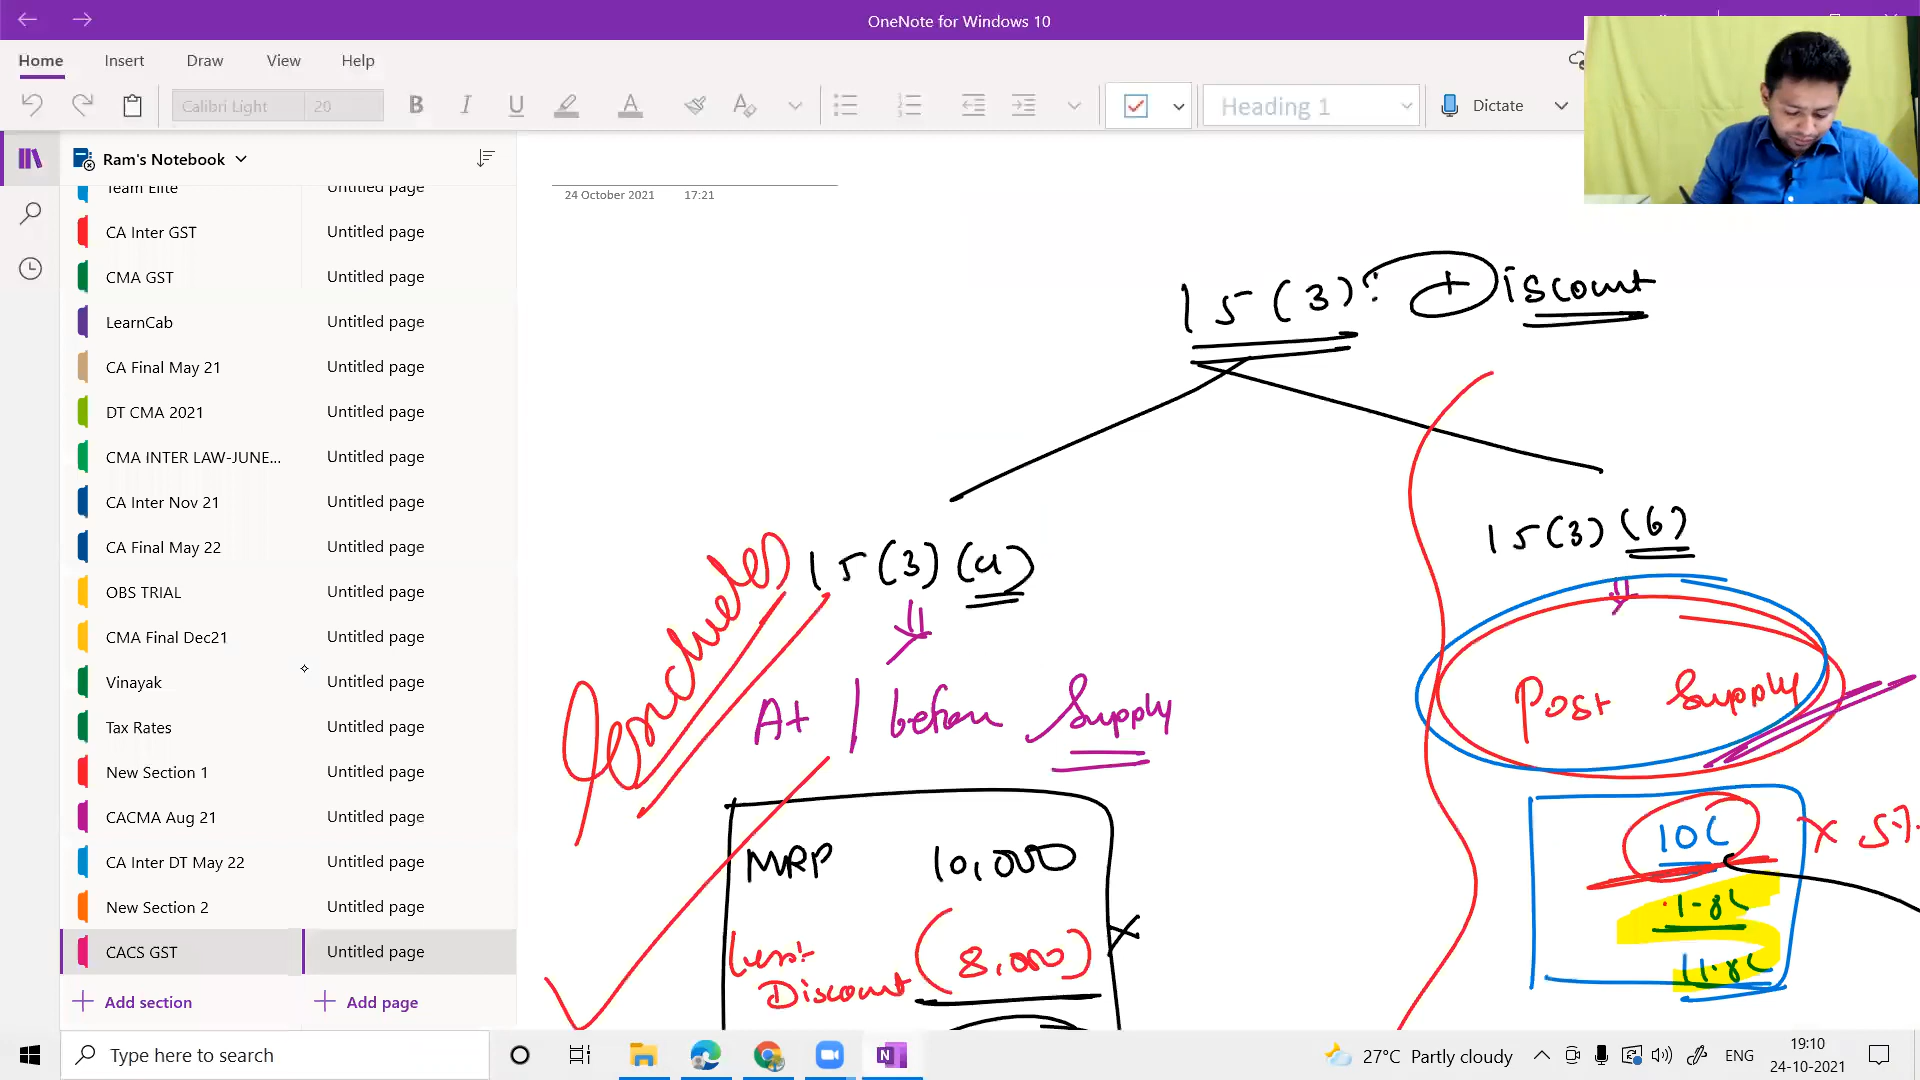 OneNote for Windows 10
Home Insert Draw View Help
Calibri Light 20 B I U A Heading 1 Dictate
Ram's Notebook
24 October 2021 17:21
Team Elite Untitled page
CA Inter GST Untitled page
CMA GST Untitled page
LearnCab Untitled page
CA Final May 21 Untitled page
DT CMA 2021 Untitled page
CMA INTER LAW-JUNE... Untitled page
CA Inter Nov 21 Untitled page
CA Final May 22 Untitled page
OBS TRIAL Untitled page
CMA Final Dec21 Untitled page
Vinayak Untitled page
Tax Rates Untitled page
New Section 1 Untitled page
CACMA Aug 21 Untitled page
CA Inter DT May 22 Untitled page
New Section 2 Untitled page
CACS GST Untitled page
Add section Add page
15(3): Discount
15(3)(a)
15(3)(b)
At / before Supply
Post Supply
MRP 10,000
Less:
Discount (8,000)
10L x 5%
1.8L
11.8L
Type here to search
27°C Partly cloudy ENG 19:10
24-10-2021